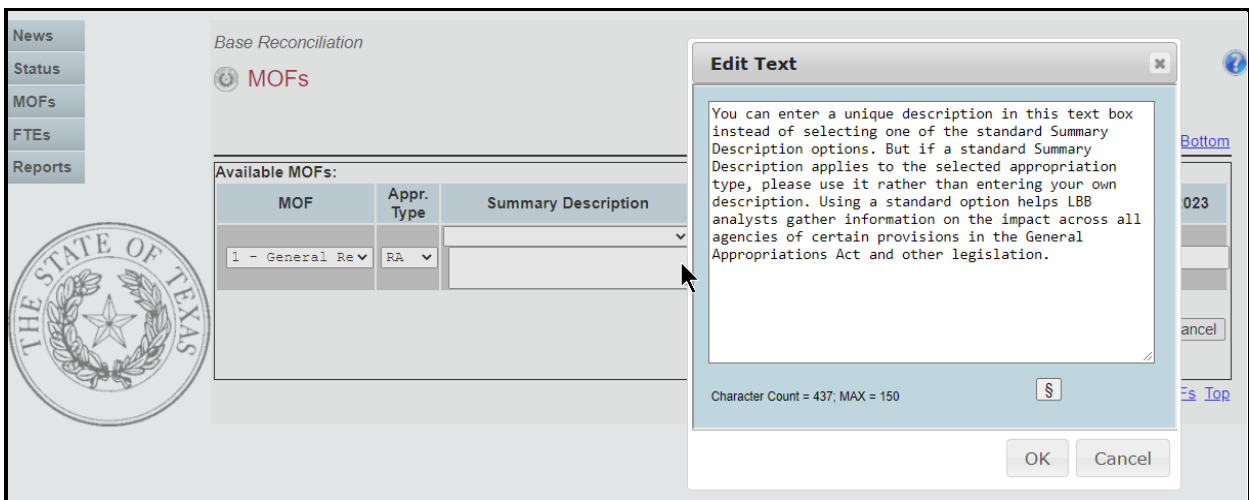 News
Status
MOFs
FTEs
Reports
THE STATE OF TEXAS
Base Reconciliation
MOFs
Bottom
Available MOFs:
MOF
Appr.
Type
Summary Description
023
1 - General Re
RA
ancel
Fs Top
Edit Text
You can enter a unique description in this text box
instead of selecting one of the standard Summary
Description options. But if a standard Summary
Description applies to the selected appropriation
type, please use it rather than entering your own
description. Using a standard option helps LBB
analysts gather information on the impact across all
agencies of certain provisions in the General
Appropriations Act and other legislation.
Character Count = 437; MAX = 150
§
OK
Cancel